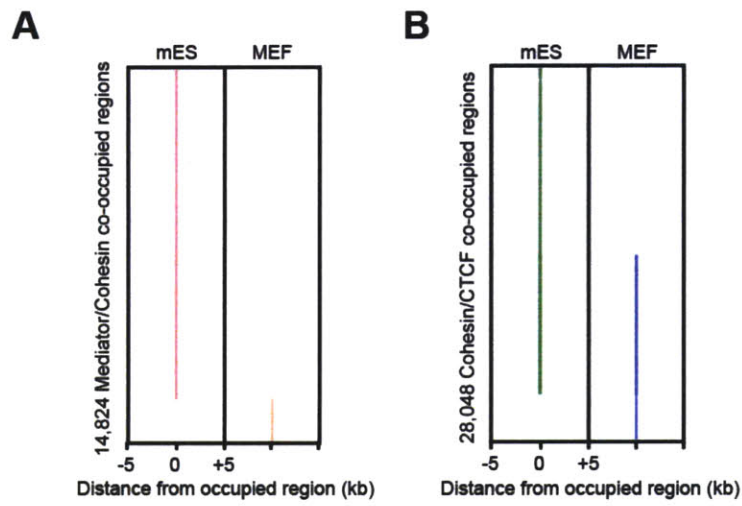 A
mES MEF
14,824 Mediator/Cohesin co-occupied regions
-5 0 +5
Distance from occupied region (kb)
B
mES MEF
28,048 Cohesin/CTCF co-occupied regions
-5 0 +5
Distance from occupied region (kb)